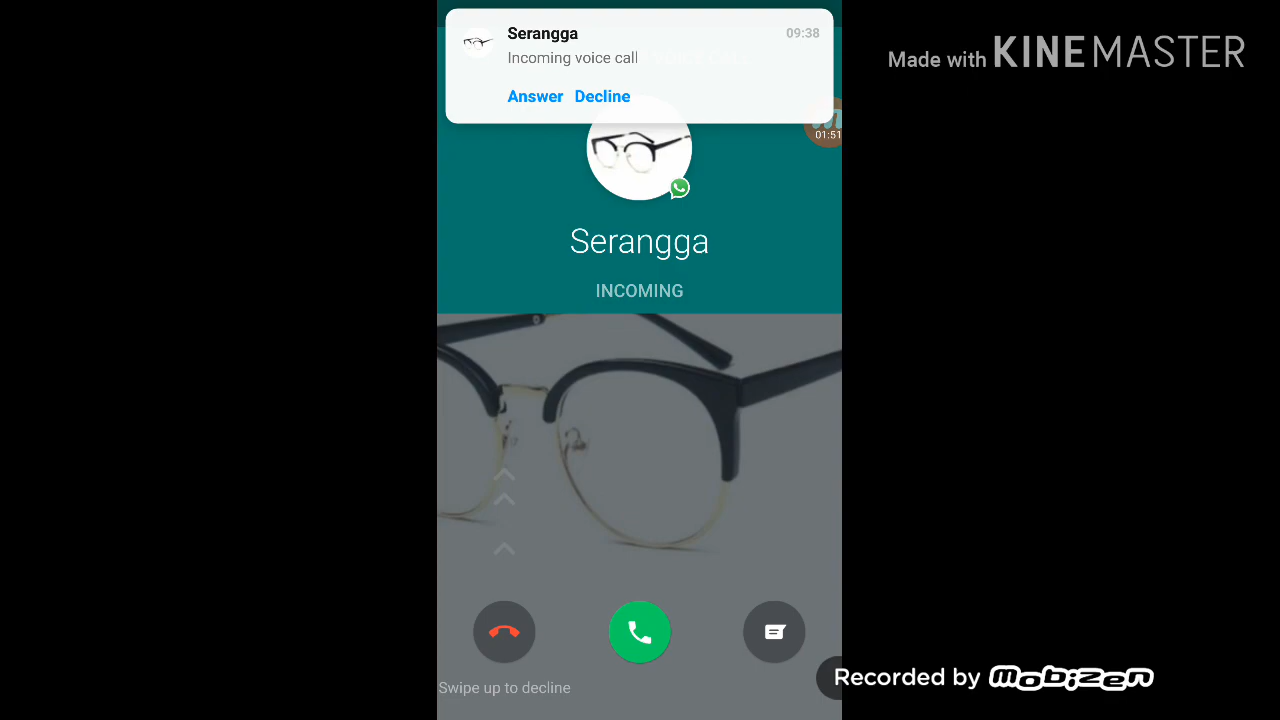 Serangga
09:38
Incoming voice call
Answer Decline
Made with KINEMASTER
01:51
Serangga
INCOMING
Swipe up to decline
Recorded by mobizen